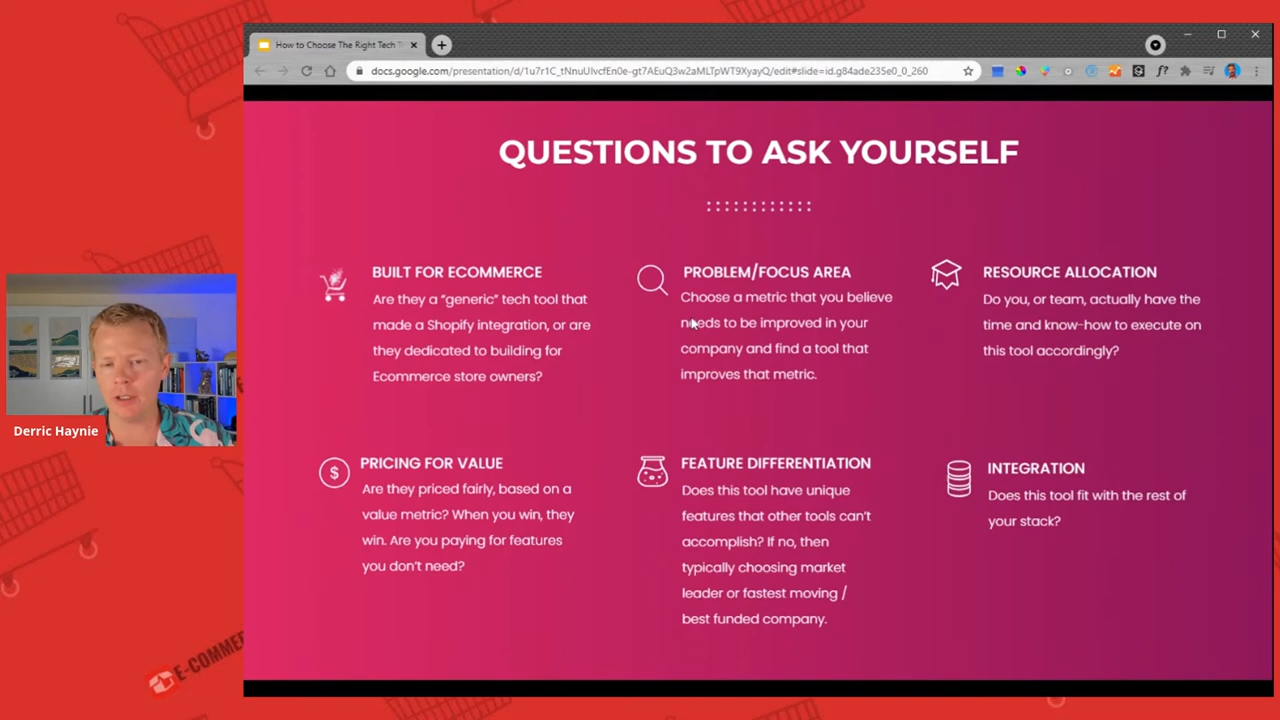 How to Choose The Right Tech
docs.google.com/presentation/d/1u7r1C_tNnuUIvcfEn0e-gt7AEuQ3w2aMLTpWT9XyayQ/edit#slide=id.g84ade235e0_0_260
QUESTIONS TO ASK YOURSELF
BUILT FOR ECOMMERCE
Are they a “generic” tech tool that
made a Shopify integration, or are
they dedicated to building for
Ecommerce store owners?
PROBLEM/FOCUS AREA
Choose a metric that you believe
needs to be improved in your
company and find a tool that
improves that metric.
RESOURCE ALLOCATION
Do you, or team, actually have the
time and know-how to execute on
this tool accordingly?
PRICING FOR VALUE
Are they priced fairly, based on a
value metric? When you win, they
win. Are you paying for features
you don’t need?
FEATURE DIFFERENTIATION
Does this tool have unique
features that other tools can’t
accomplish? If no, then
typically choosing market
leader or fastest moving /
best funded company.
INTEGRATION
Does this tool fit with the rest of
your stack?
Derric Haynie
E-COMMER